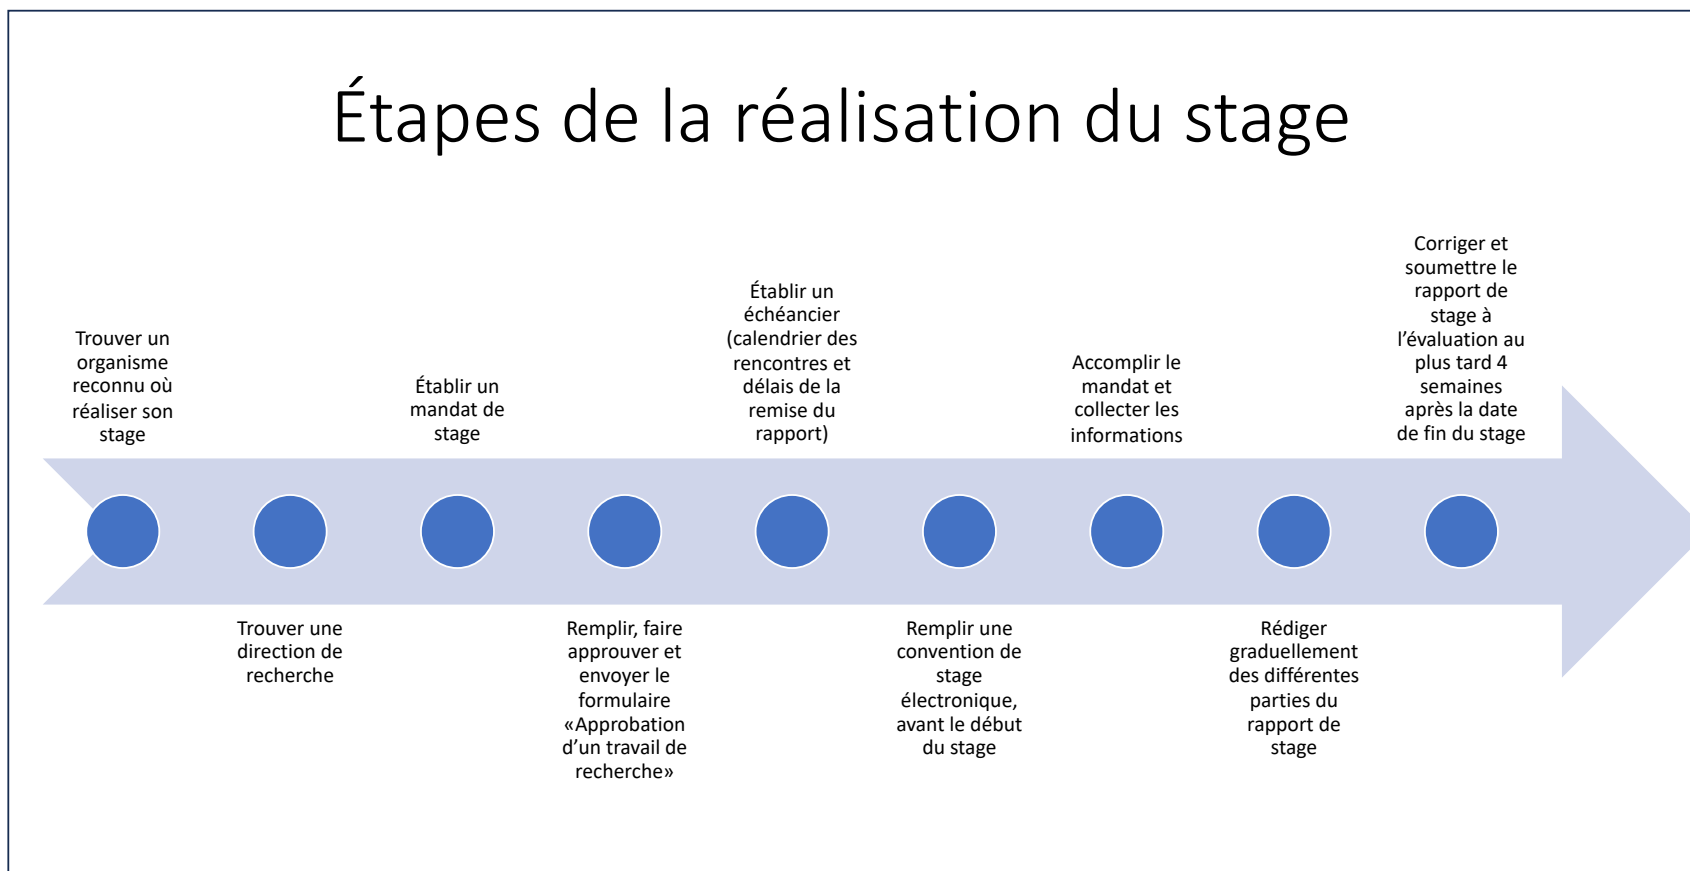 Étapes de la réalisation du stage
Trouver un
organisme
reconnu où
réaliser son
stage
Trouver une
direction de
recherche
Établir un
mandat de
stage
Remplir, faire
approuver et
envoyer le
formulaire
«Approbation
d’un travail de
recherche»
Établir un
échéancier
(calendrier des
rencontres et
délais de la
remise du
rapport)
Remplir une
convention de
stage
électronique,
avant le début
du stage
Accomplir le
mandat et
collecter les
informations
Rédiger
graduellement
des différentes
parties du
rapport de
stage
Corriger et
soumettre le
rapport de
stage à
l’évaluation au
plus tard 4
semaines
après la date
de fin du stage